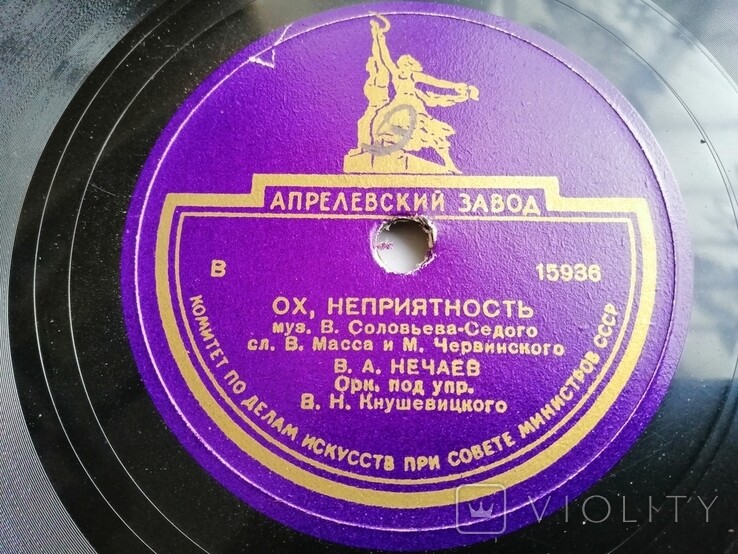 АПРЕЛЕВСКИЙ ЗАВОД
В 15936
ОХ, НЕПРИЯТНОСТЬ
муз. В. Соловьева-Седого
сл. В. Масса и М. Червинского
В. А. НЕЧАЕВ
Орк. под упр.
В. Н. Кнушевицкого
КОМИТЕТ ПО ДЕЛАМ ИСКУССТВ ПРИ СОВЕТЕ МИНИСТРОВ СССР
VIOLITY